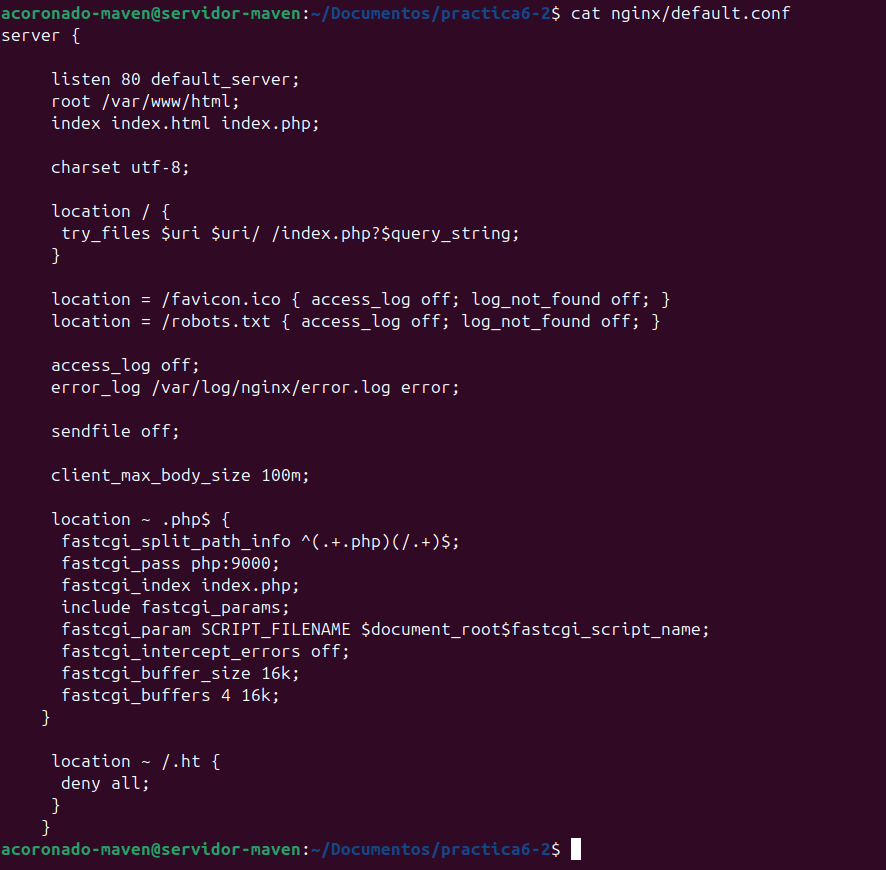 acoronado-maven@servidor-maven:~/Documentos/practica6-2$ cat nginx/default.conf
server {
listen 80 default_server;
root /var/www/html;
index index.html index.php;
charset utf-8;
location / {
try_files $uri $uri/ /index.php?$query_string;
}
location = /favicon.ico { access_log off; log_not_found off; }
location = /robots.txt { access_log off; log_not_found off; }
access_log off;
error_log /var/log/nginx/error.log error;
sendfile off;
client_max_body_size 100m;
location ~ .php$ {
fastcgi_split_path_info ^(.+.php)(/.+)$;
fastcgi_pass php:9000;
fastcgi_index index.php;
include fastcgi_params;
fastcgi_param SCRIPT_FILENAME $document_root$fastcgi_script_name;
fastcgi_intercept_errors off;
fastcgi_buffer_size 16k;
fastcgi_buffers 4 16k;
}
location ~ /.ht {
deny all;
}
}
acoronado-maven@servidor-maven:~/Documentos/practica6-2$